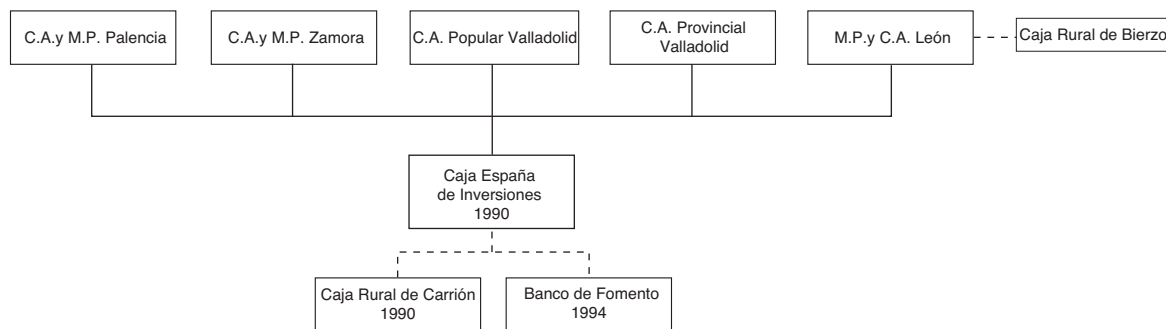 C.A.y M.P. Palencia
C.A.y M.P. Zamora
C.A. Popular Valladolid
C.A. Provincial
Valladolid
M.P.y C.A. León
Caja Rural de Bierzo
Caja España
de Inversiones
1990
Caja Rural de Carrión
1990
Banco de Fomento
1994